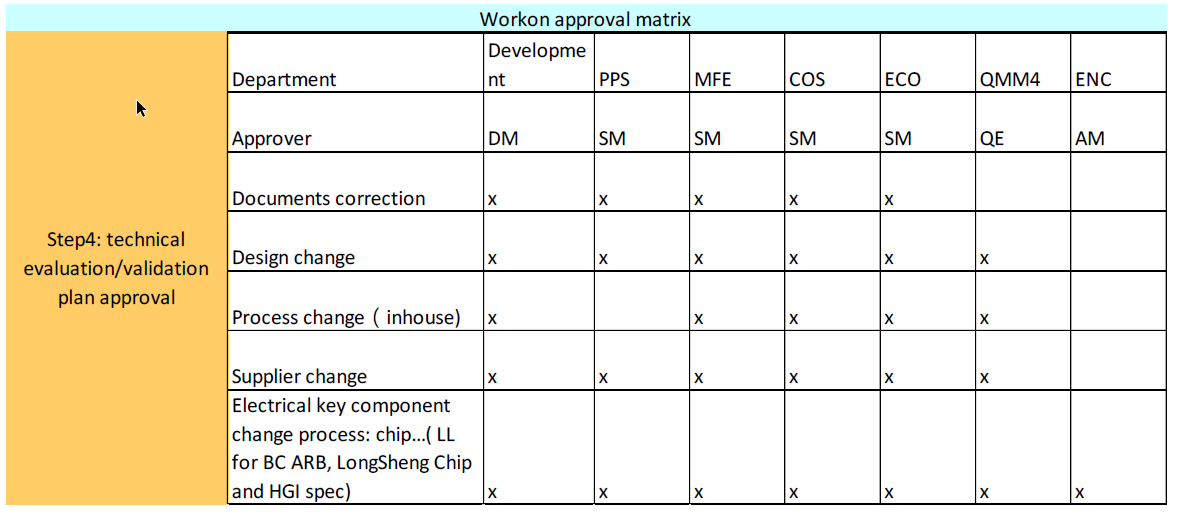 Workon approval matrix
Step4: technical
evaluation/validation
plan approval
Department Developme
nt PPS MFE COS ECO QMM4 ENC
Approver DM SM SM SM SM QE AM
Documents correction x x x x x
Design change x x x x x x
Process change（inhouse) x x x x x
Supplier change x x x x x x
Electrical key component
change process: chip…( LL
for BC ARB, LongSheng Chip
and HGI spec) x x x x x x x